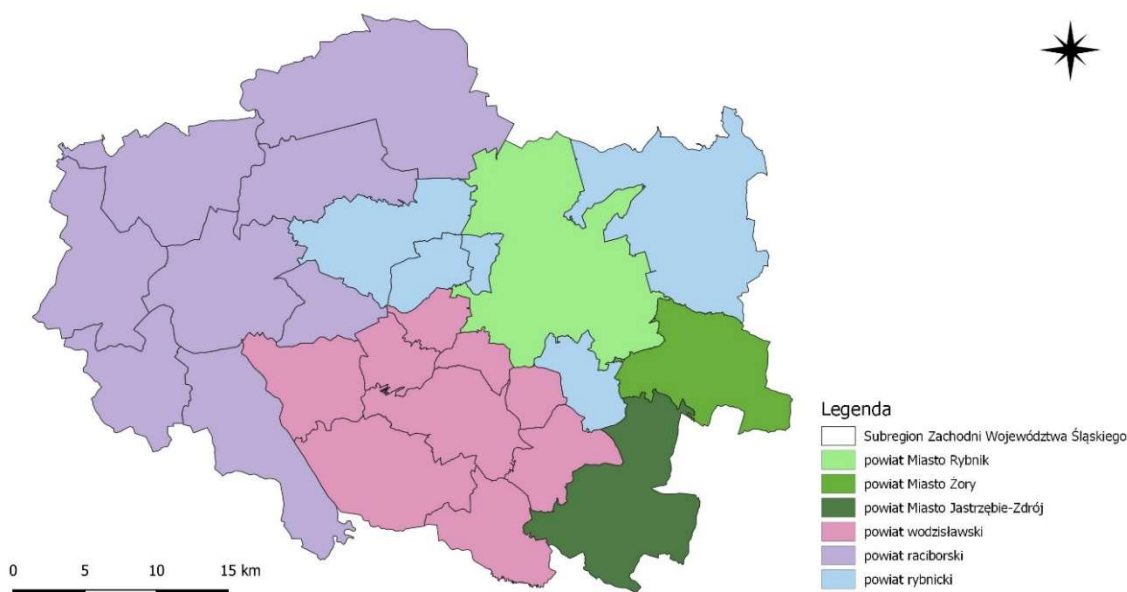 Legenda
Subregion Zachodni Województwa Śląskiego
powiat Miasto Rybnik
powiat Miasto Żory
powiat Miasto Jastrzębie-Zdrój
powiat wodzisławski
powiat raciborski
powiat rybnicki
0 5 10 15 km